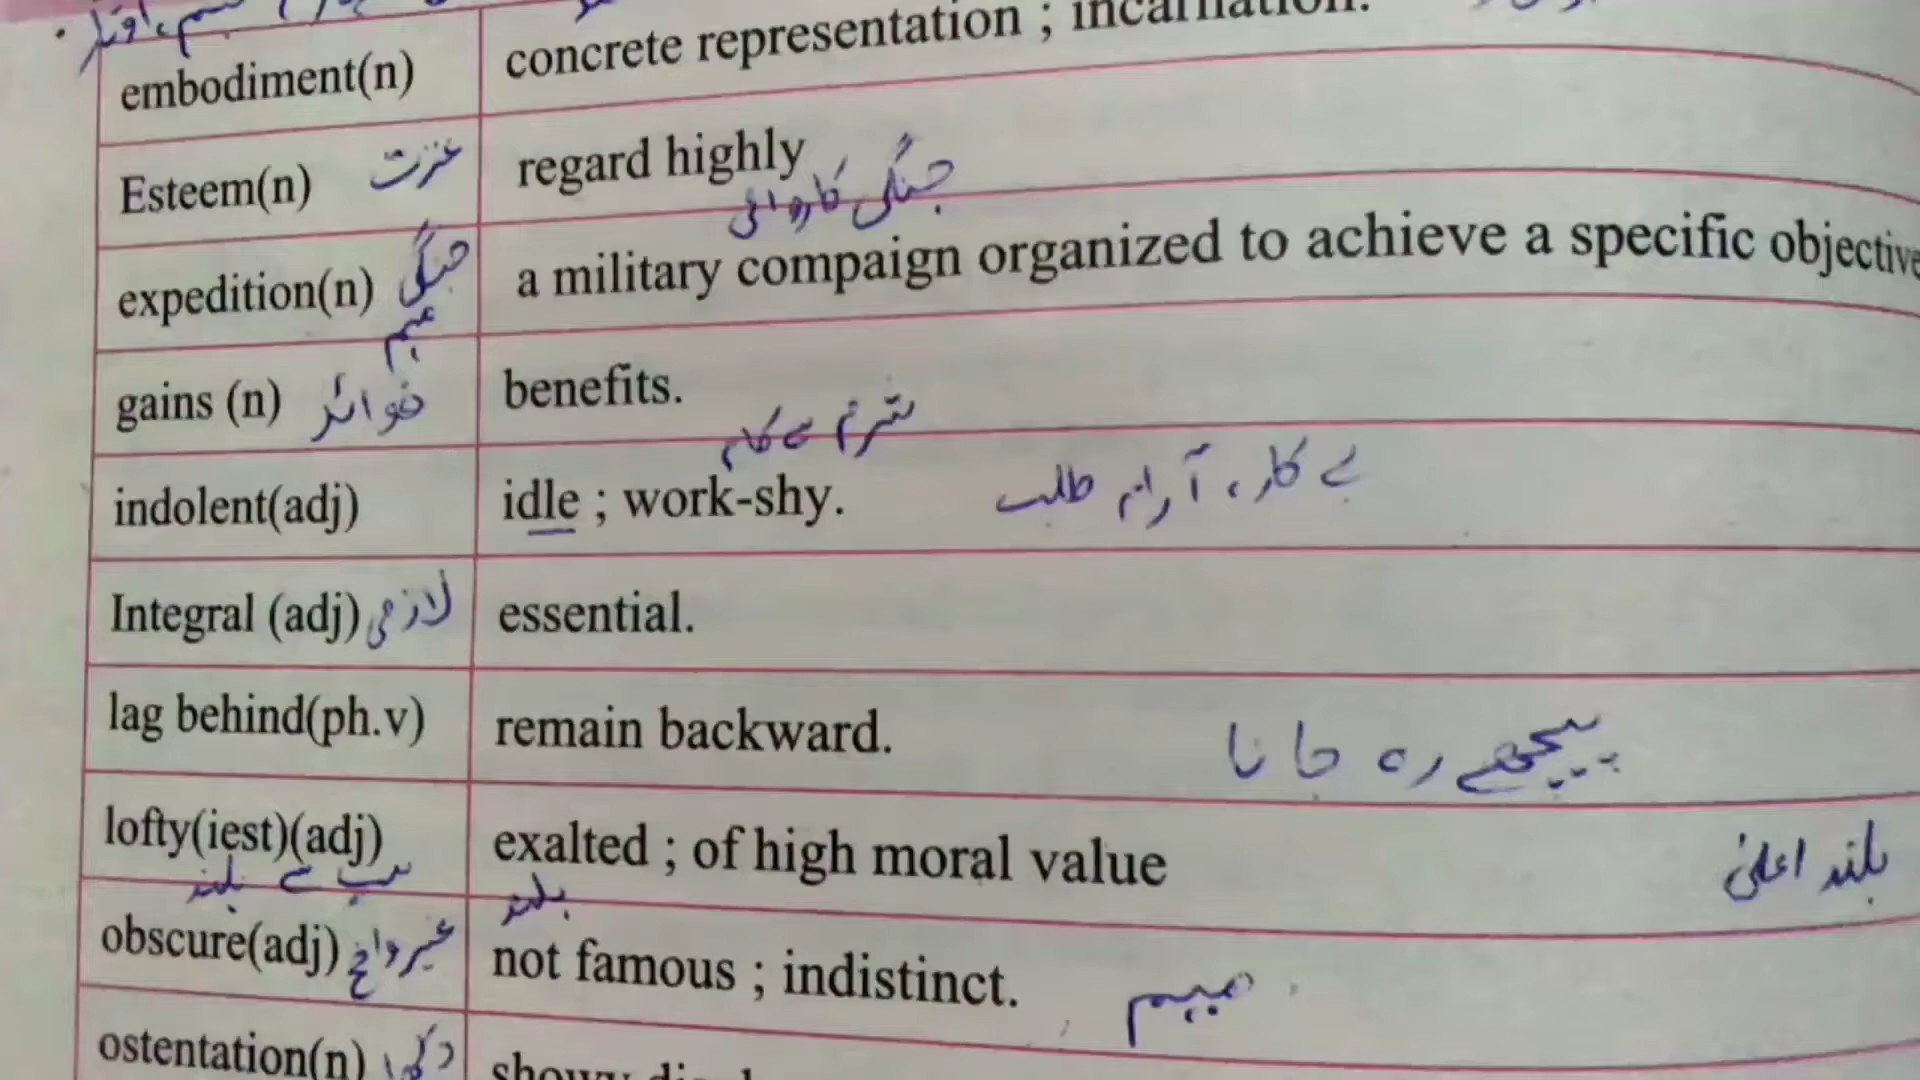 embodiment(n) concrete representation ; incarnation.
Esteem(n) عزت regard highly
جنگی کاروائی
expedition(n) جنگی مہم a military compaign organized to achieve a specific objective
gains (n) فوائد benefits.
indolent(adj) idle ; work-shy. بے کار، آرام طلب
Integral (adj) لازمی essential.
lag behind(ph.v) remain backward. پیچھے رہ جانا
lofty(iest)(adj) exalted ; of high moral value بلند اعلیٰ
سب سے بلند بلند
obscure(adj) غیر واضح not famous ; indistinct. مبہم
ostentation(n)